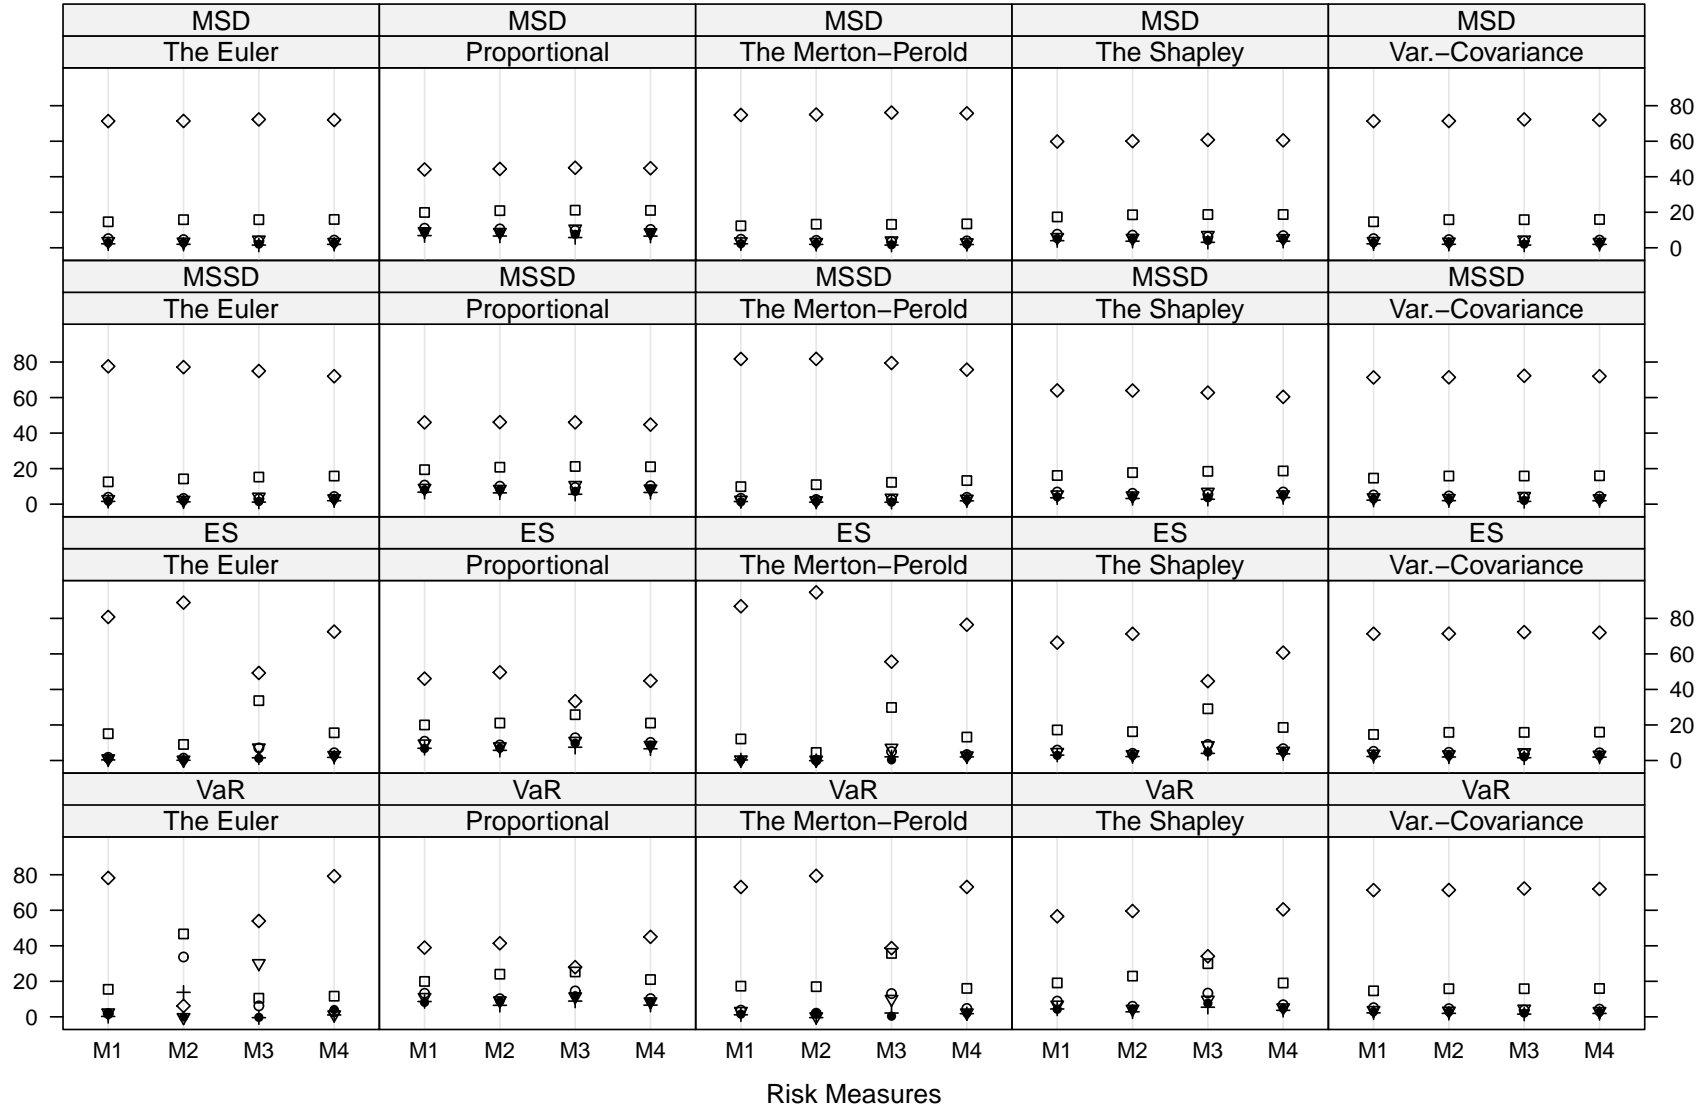 MSD MSD MSD MSD MSD
The Euler Proportional The Merton−Perold The Shapley Var.−Covariance
80
60
40
20
0
MSSD MSSD MSSD MSSD MSSD
The Euler Proportional The Merton−Perold The Shapley Var.−Covariance
80
60
40
20
0
ES ES ES ES ES
The Euler Proportional The Merton−Perold The Shapley Var.−Covariance
80
60
40
20
0
VaR VaR VaR VaR VaR
The Euler Proportional The Merton−Perold The Shapley Var.−Covariance
80
60
40
20
0
M1 M2 M3 M4 M1 M2 M3 M4 M1 M2 M3 M4 M1 M2 M3 M4 M1 M2 M3 M4
Risk Measures